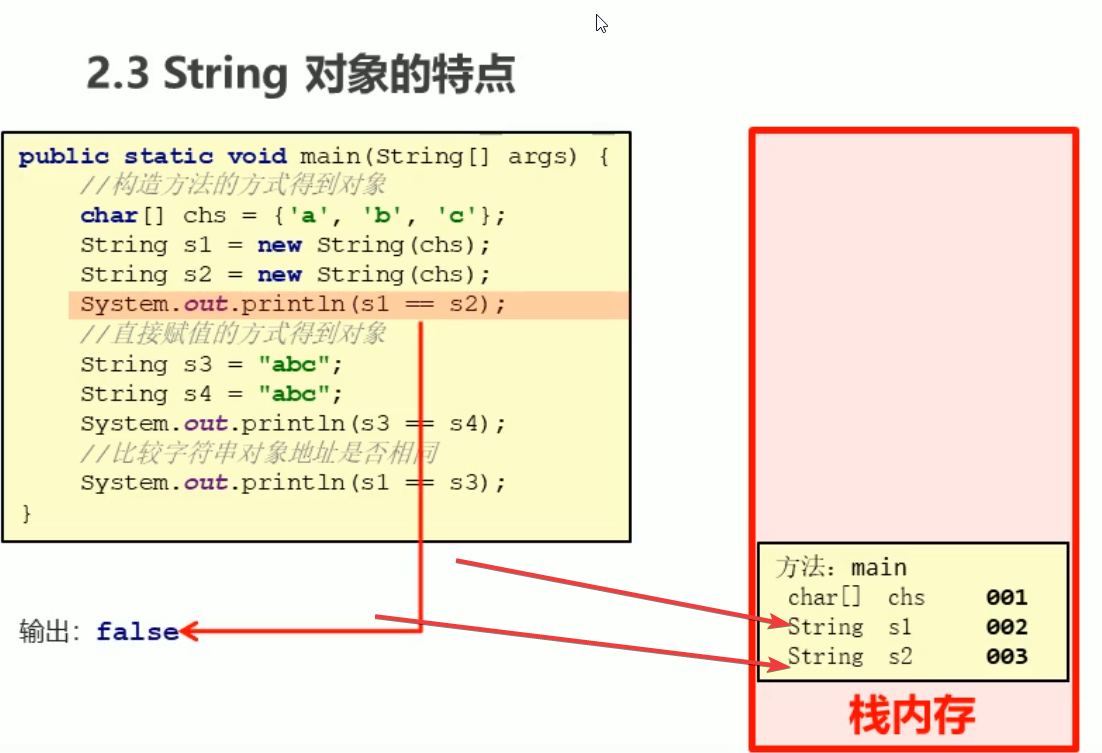 2.3 String 对象的特点
public static void main(String[] args) {
//构造方法的方式得到对象
char[] chs = {'a', 'b', 'c'};
String s1 = new String(chs);
String s2 = new String(chs);
System.out.println(s1 == s2);
//直接赋值的方式得到对象
String s3 = "abc";
String s4 = "abc";
System.out.println(s3 == s4);
//比较字符串对象地址是否相同
System.out.println(s1 == s3);
}
输出：false
方法：main
char[] chs 001
String s1 002
String s2 003
栈内存